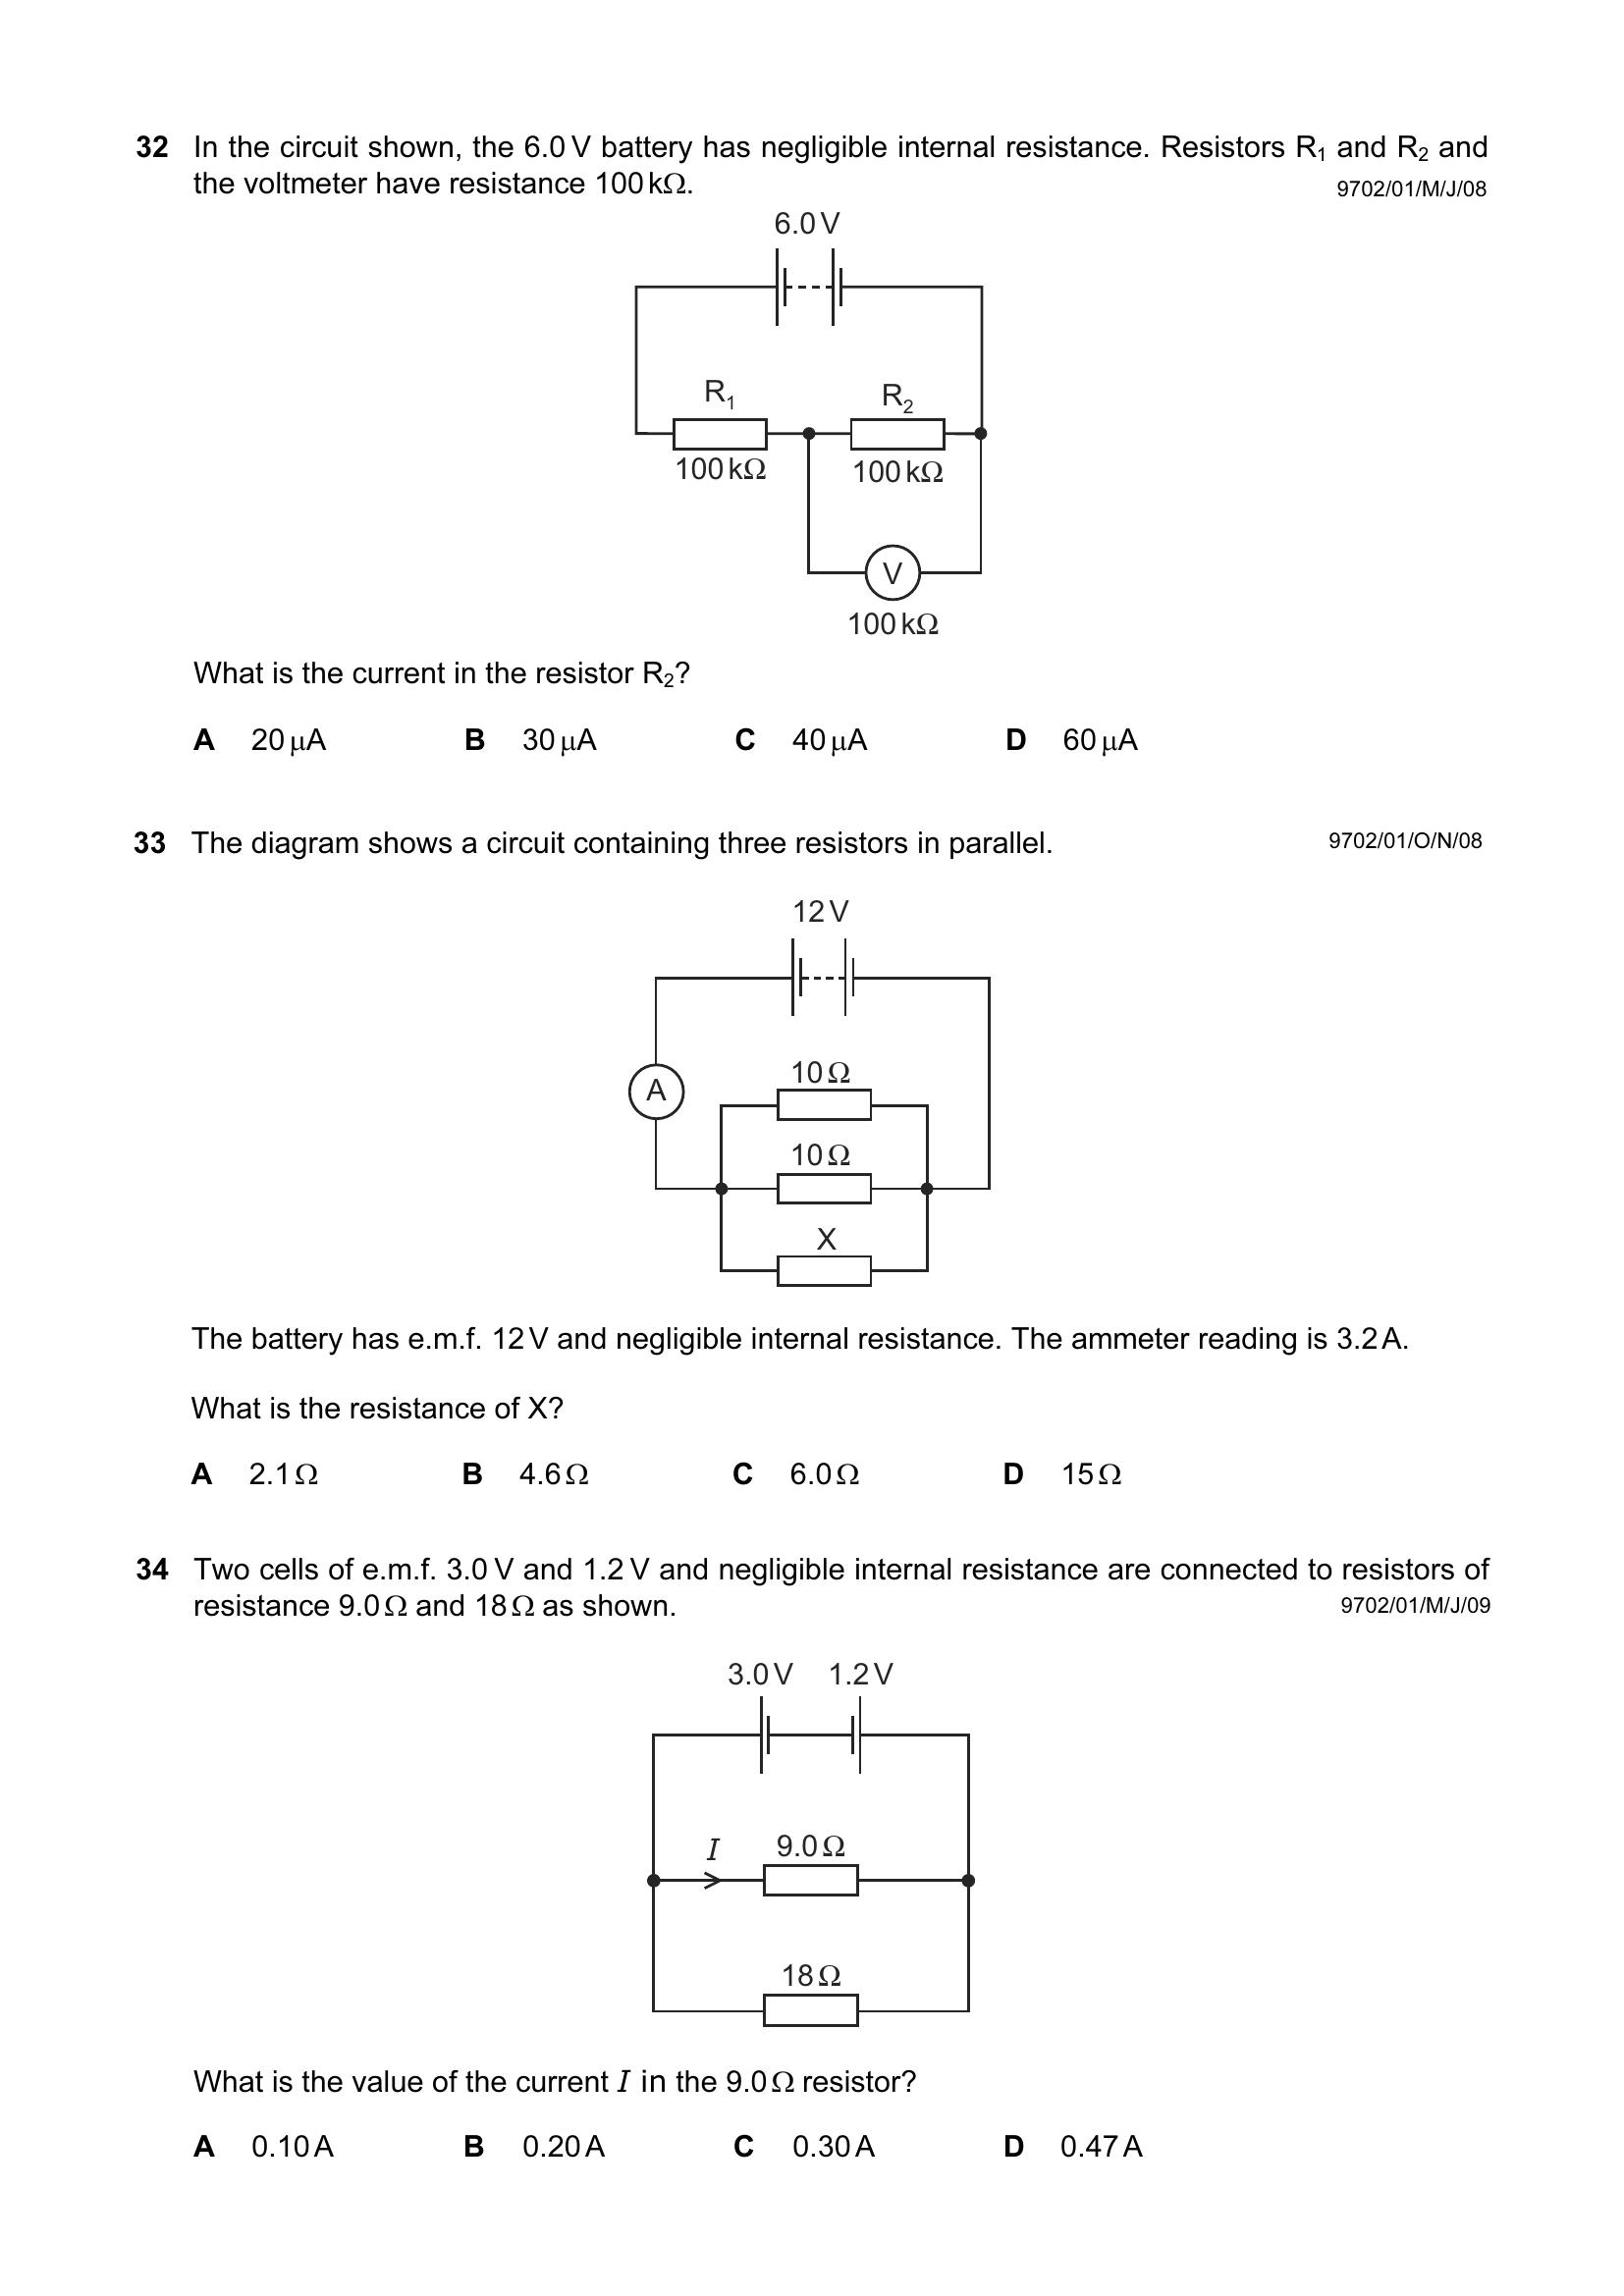 32 In the circuit shown, the 6.0 V battery has negligible internal resistance. Resistors R₁ and R₂ and
the voltmeter have resistance 100 kΩ.
9702/01/M/J/08
6.0 V
R₁
R₂
100 kΩ
100 kΩ
V
100 kΩ
What is the current in the resistor R₂?
A 20 μA B 30 μA C 40 μA D 60 μA
33 The diagram shows a circuit containing three resistors in parallel.
9702/01/O/N/08
12 V
A
10 Ω
10 Ω
X
The battery has e.m.f. 12 V and negligible internal resistance. The ammeter reading is 3.2 A.
What is the resistance of X?
A 2.1 Ω B 4.6 Ω C 6.0 Ω D 15 Ω
34 Two cells of e.m.f. 3.0 V and 1.2 V and negligible internal resistance are connected to resistors of
resistance 9.0 Ω and 18 Ω as shown.
9702/01/M/J/09
3.0 V 1.2 V
I 9.0 Ω
18 Ω
What is the value of the current I in the 9.0 Ω resistor?
A 0.10 A B 0.20 A C 0.30 A D 0.47 A